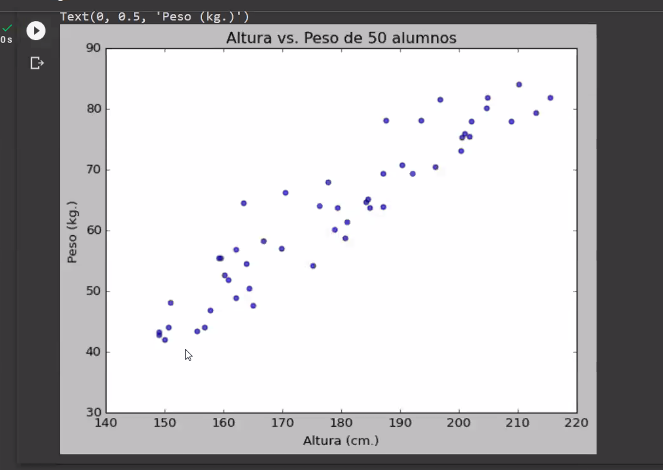 Text(0, 0.5, 'Peso (kg.)')
0s
Altura vs. Peso de 50 alumnos
90
80
70
60
50
40
30
Peso (kg.)
140 150 160 170 180 190 200 210 220
Altura (cm.)